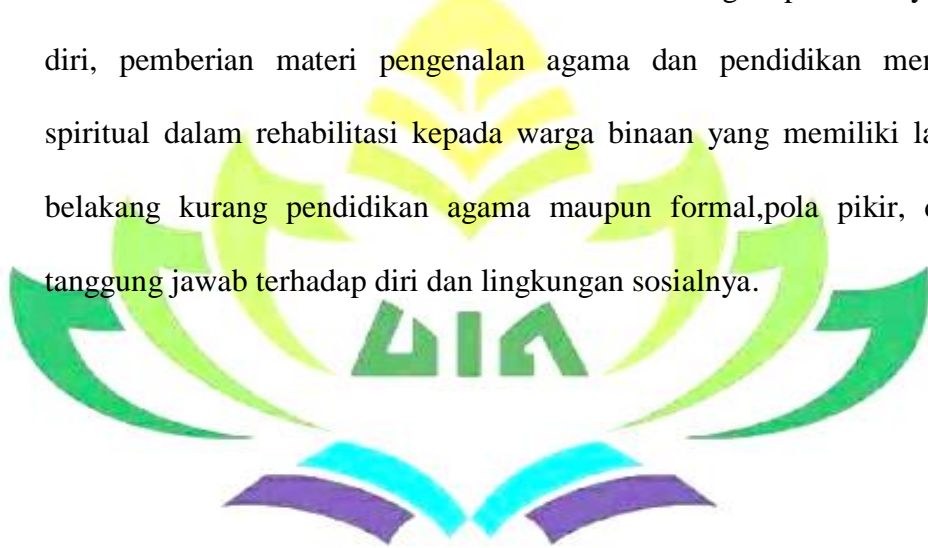 diri, pemberian materi pengenalan agama dan pendidikan
spiritual dalam rehabilitasi kepada warga binaan yang memiliki
belakang kurang pendidikan agama maupun formal,pola pikir,
tanggung jawab terhadap diri dan lingkungan sosialnya.
UIN